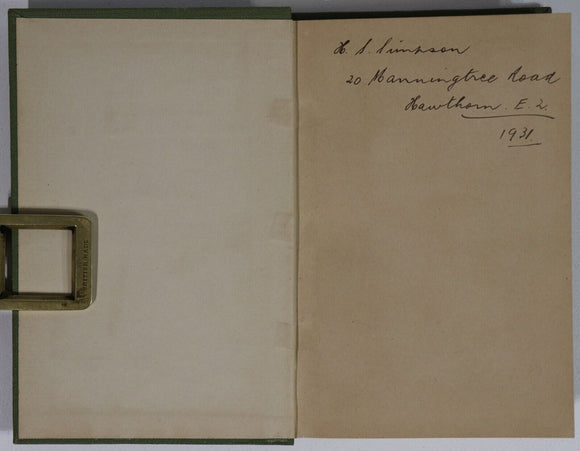 H. S. Simpson
20 Manningtree Road
Hawthorn. E. 2.
1931.